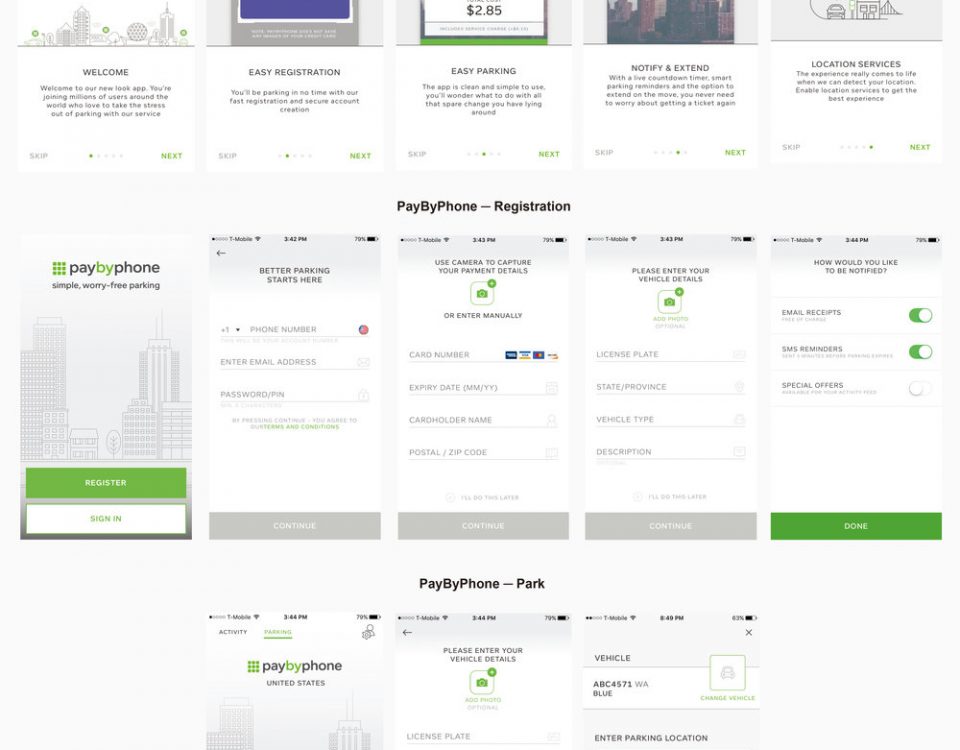 TOTAL COST
$2.85
INCLUDES SERVICE CHARGE
WELCOME
Welcome to our new look app. You're
joining millions of users around the
world who love to take the stress
out of parking with our service
SKIP
NEXT
EASY REGISTRATION
You'll be parking in no time with our
fast registration and secure account
creation
SKIP
NEXT
EASY PARKING
The app is clean and simple to use,
you'll wonder what to do with all
that spare change you have lying
around
SKIP
NEXT
NOTIFY & EXTEND
With a live countdown timer, smart
parking reminders and the option to
extend on the move, you never need
to worry about getting a ticket again
SKIP
NEXT
LOCATION SERVICES
The experience really comes to life
when we can detect your location.
Enable location services to get the
best experience
SKIP
NEXT
PayByPhone — Registration
paybyphone
simple, worry-free parking
REGISTER
SIGN IN
T-Mobile 3:42 PM 79%
BETTER PARKING
STARTS HERE
+1 PHONE NUMBER
THIS WILL BE YOUR ACCOUNT NUMBER
ENTER EMAIL ADDRESS
PASSWORD/PIN
MIN. 4 CHARACTERS
BY PRESSING CONTINUE - YOU AGREE TO
OURTERMS AND CONDITIONS
CONTINUE
T-Mobile 3:43 PM 79%
USE CAMERA TO CAPTURE
YOUR PAYMENT DETAILS
OR ENTER MANUALLY
CARD NUMBER
EXPIRY DATE (MM/YY)
CARDHOLDER NAME
POSTAL / ZIP CODE
I'LL DO THIS LATER
CONTINUE
T-Mobile 3:43 PM 79%
PLEASE ENTER YOUR
VEHICLE DETAILS
ADD PHOTO
OPTIONAL
LICENSE PLATE
STATE/PROVINCE
VEHICLE TYPE
DESCRIPTION
OPTIONAL
I'LL DO THIS LATER
CONTINUE
T-Mobile 3:44 PM 79%
HOW WOULD YOU LIKE
TO BE NOTIFIED?
EMAIL RECEIPTS
FREE OF CHARGE
SMS REMINDERS
SENT 5 MINUTES BEFORE PARKING EXPIRES
SPECIAL OFFERS
AVAILABLE FOR YOUR ACTIVITY FEED
DONE
PayByPhone — Park
T-Mobile 3:44 PM 79%
ACTIVITY PARKING
paybyphone
UNITED STATES
T-Mobile 3:44 PM 79%
PLEASE ENTER YOUR
VEHICLE DETAILS
ADD PHOTO
OPTIONAL
LICENSE PLATE
T-Mobile 8:49 PM 63%
VEHICLE
ABC4571 WA
BLUE
CHANGE VEHICLE
ENTER PARKING LOCATION